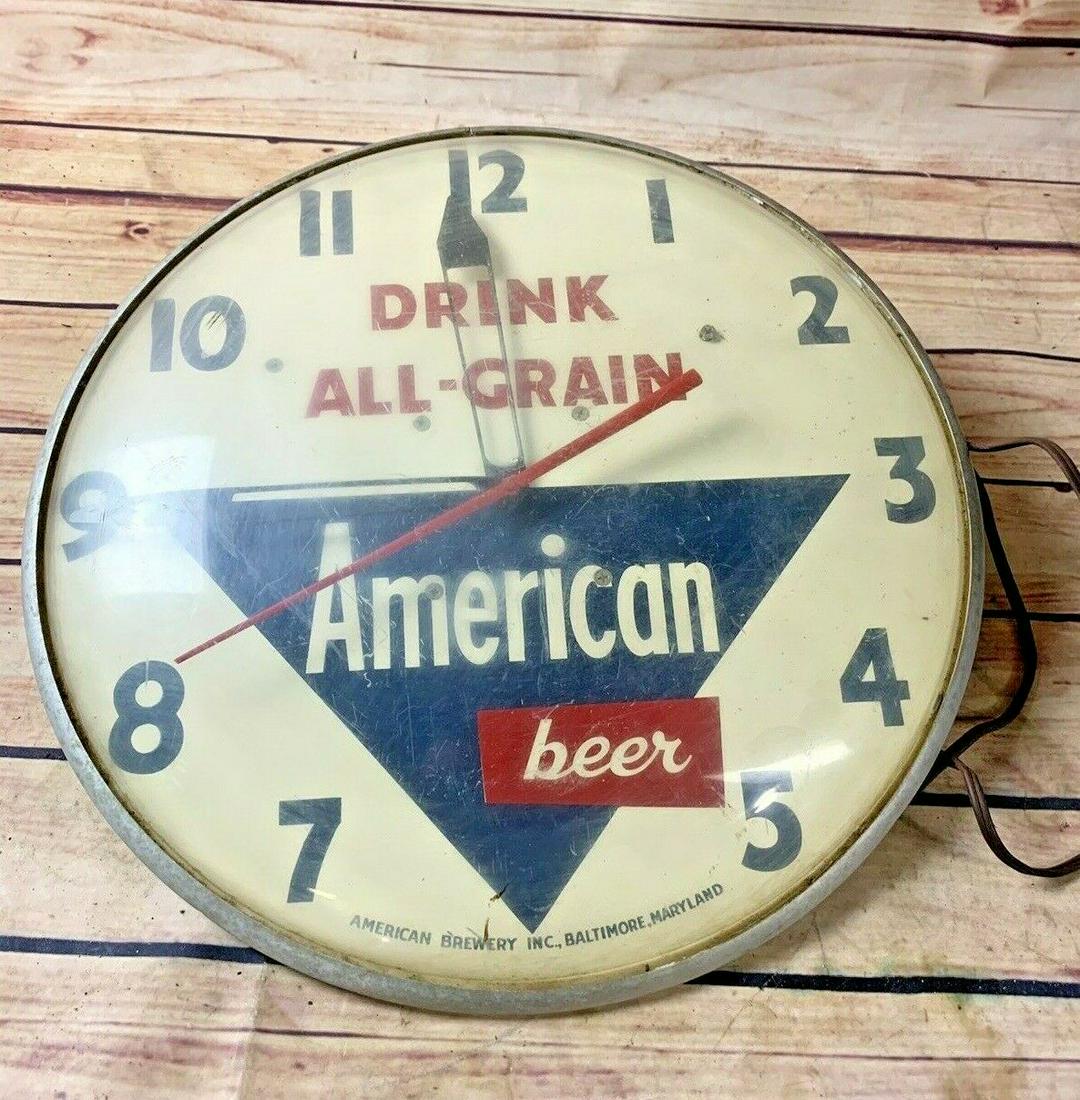 12
11 1
DRINK
10 2
ALL-GRAIN
9 3
American
8 4
beer
7 5
AMERICAN BREWERY INC., BALTIMORE, MARYLAND